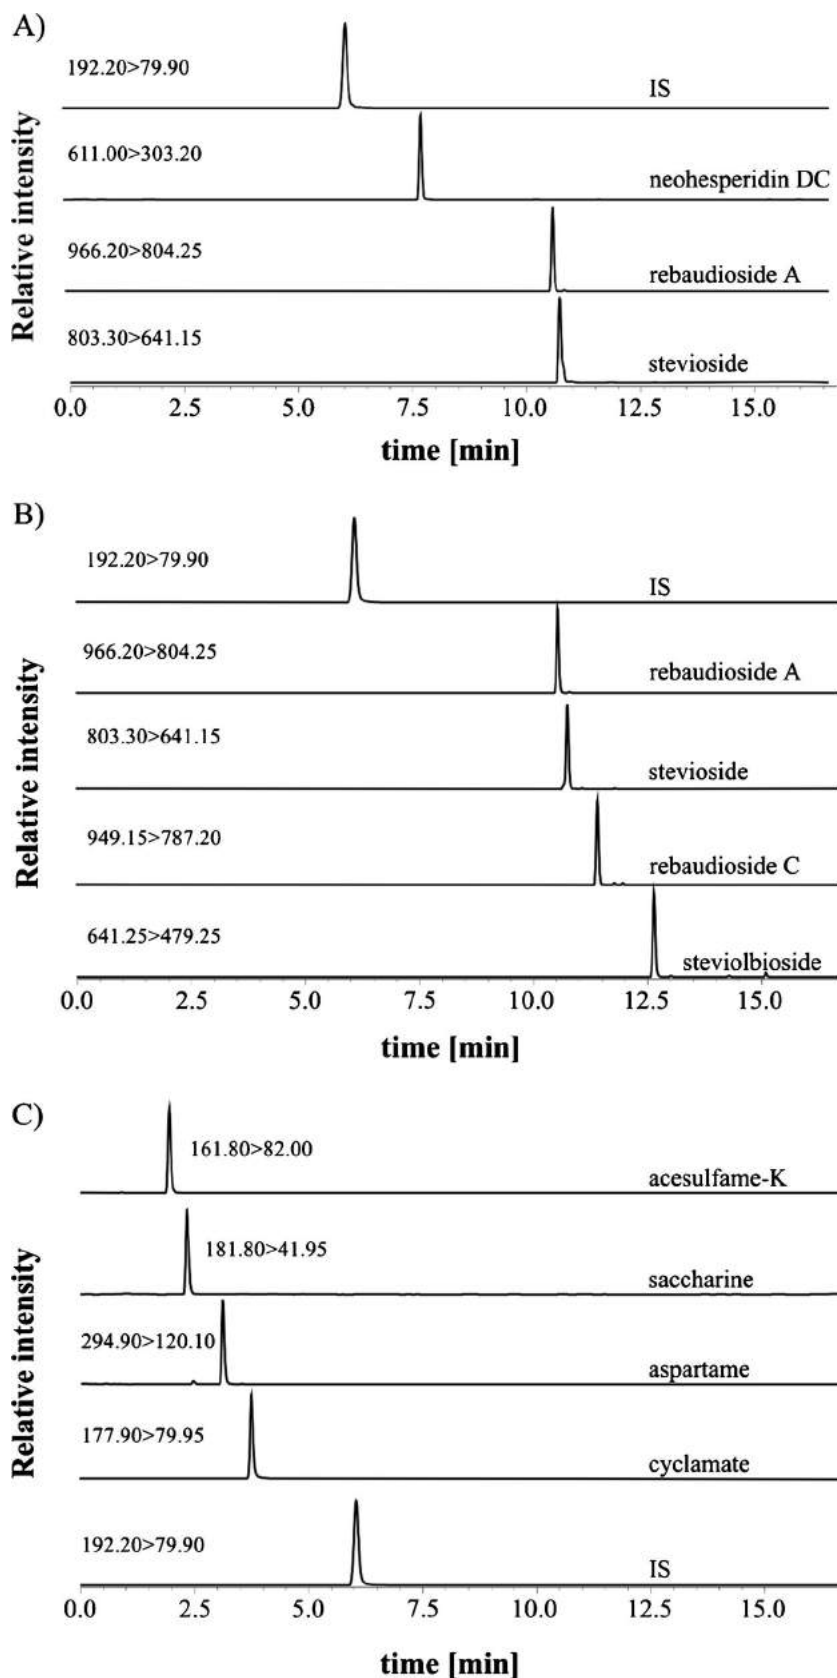 A)
192.20>79.90
IS
611.00>303.20
neohesperidin DC
966.20>804.25
rebaudioside A
803.30>641.15
stevioside
Relative intensity
0.0 2.5 5.0 7.5 10.0 12.5 15.0
time [min]
B)
192.20>79.90
IS
966.20>804.25
rebaudioside A
803.30>641.15
stevioside
949.15>787.20
rebaudioside C
641.25>479.25
steviolbioside
Relative intensity
0.0 2.5 5.0 7.5 10.0 12.5 15.0
time [min]
C)
161.80>82.00
acesulfame-K
181.80>41.95
saccharine
294.90>120.10
aspartame
177.90>79.95
cyclamate
192.20>79.90
IS
Relative intensity
0.0 2.5 5.0 7.5 10.0 12.5 15.0
time [min]